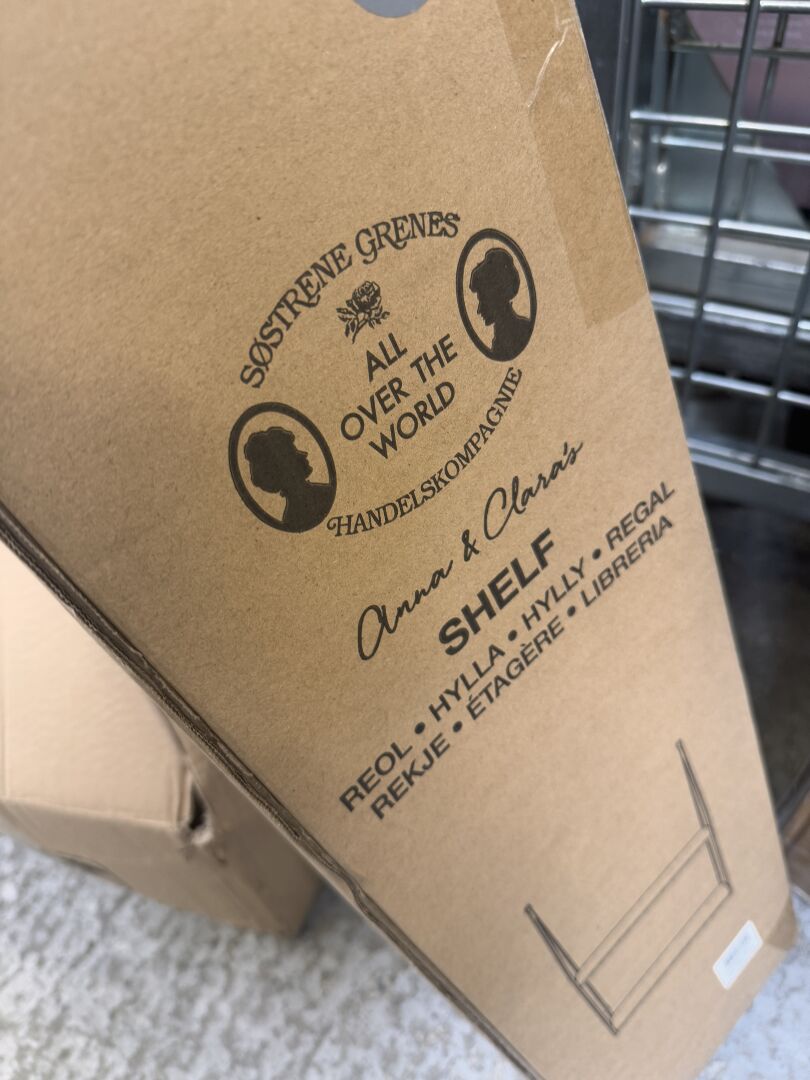 SØSTRENE GRENES
ALL
OVER THE
WORLD
HANDELSKOMPAGNIE
Anna & Clara's
SHELF
REOL • HYLLA • HYLLY • REGAL
REKJE • ÉTAGÈRE • LIBRERIA